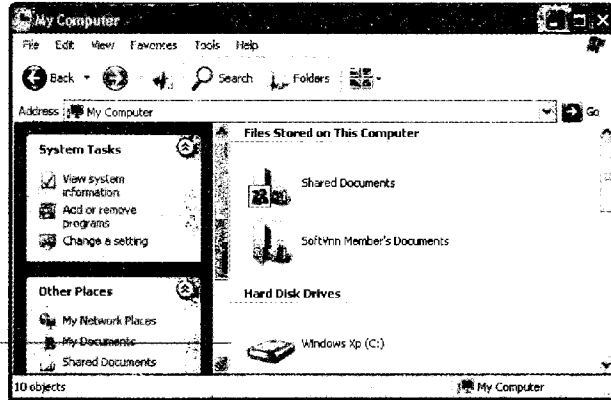 My Computer
File Edit View Favorites Tools Help
Back Search Folders
Address My Computer Go
System Tasks
View system
information
Add or remove
programs
Change a setting
Other Places
My Network Places
My Documents
Shared Documents
Files Stored on This Computer
Shared Documents
SoftVnn Member's Documents
Hard Disk Drives
Windows Xp (C:)
10 objects My Computer